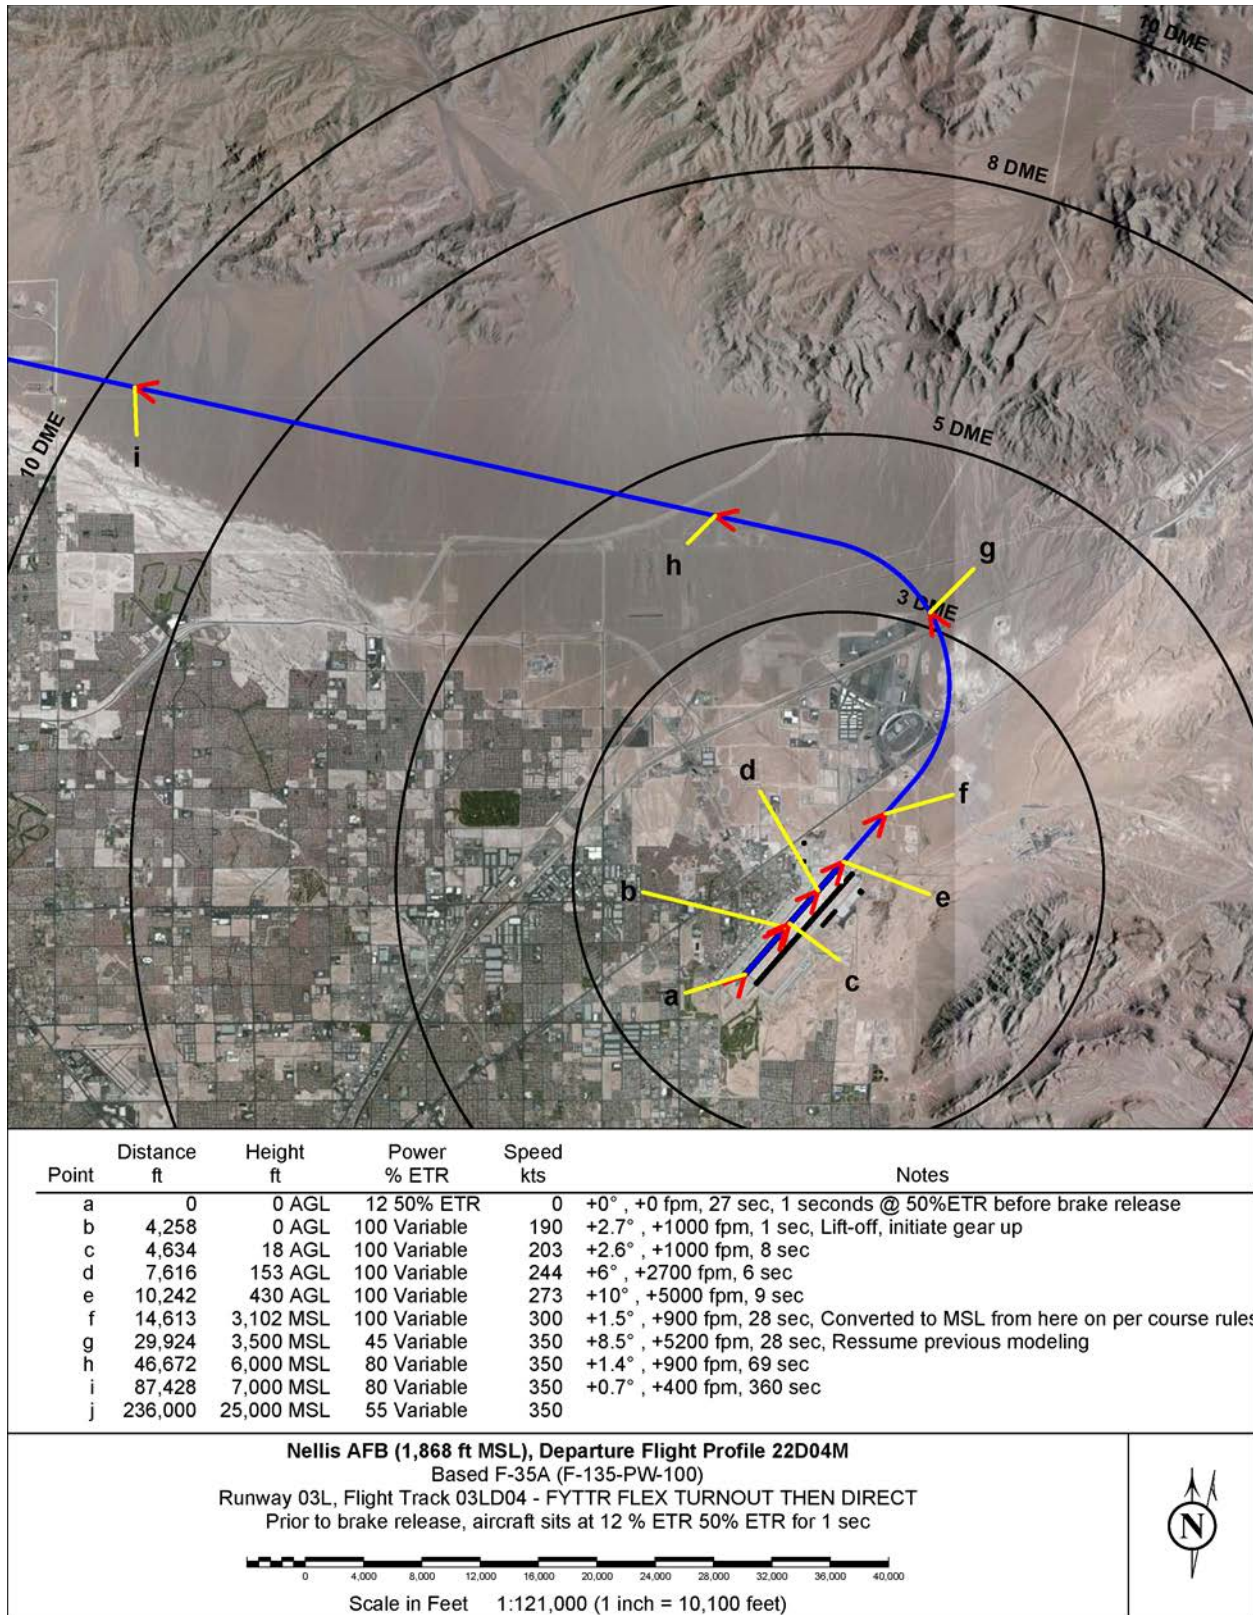 10 DME
8 DME
5 DME
10 DME
i
h
g
3 DME
d
f
b
e
a
c
Point Distance ft Height ft Power % ETR Speed kts Notes
a 0 0 AGL 12 50% ETR 0 +0° , +0 fpm, 27 sec, 1 seconds @ 50%ETR before brake release
b 4,258 0 AGL 100 Variable 190 +2.7° , +1000 fpm, 1 sec, Lift-off, initiate gear up
c 4,634 18 AGL 100 Variable 203 +2.6° , +1000 fpm, 8 sec
d 7,616 153 AGL 100 Variable 244 +6° , +2700 fpm, 6 sec
e 10,242 430 AGL 100 Variable 273 +10° , +5000 fpm, 9 sec
f 14,613 3,102 MSL 100 Variable 300 +1.5° , +900 fpm, 28 sec, Converted to MSL from here on per course rules
g 29,924 3,500 MSL 45 Variable 350 +8.5° , +5200 fpm, 28 sec, Ressume previous modeling
h 46,672 6,000 MSL 80 Variable 350 +1.4° , +900 fpm, 69 sec
i 87,428 7,000 MSL 80 Variable 350 +0.7° , +400 fpm, 360 sec
j 236,000 25,000 MSL 55 Variable 350
Nellis AFB (1,868 ft MSL), Departure Flight Profile 22D04M
Based F-35A (F-135-PW-100)
Runway 03L, Flight Track 03LD04 - FYTTR FLEX TURNOUT THEN DIRECT
Prior to brake release, aircraft sits at 12 % ETR 50% ETR for 1 sec
0 4,000 8,000 12,000 16,000 20,000 24,000 28,000 32,000 36,000 40,000
Scale in Feet 1:121,000 (1 inch = 10,100 feet)
N